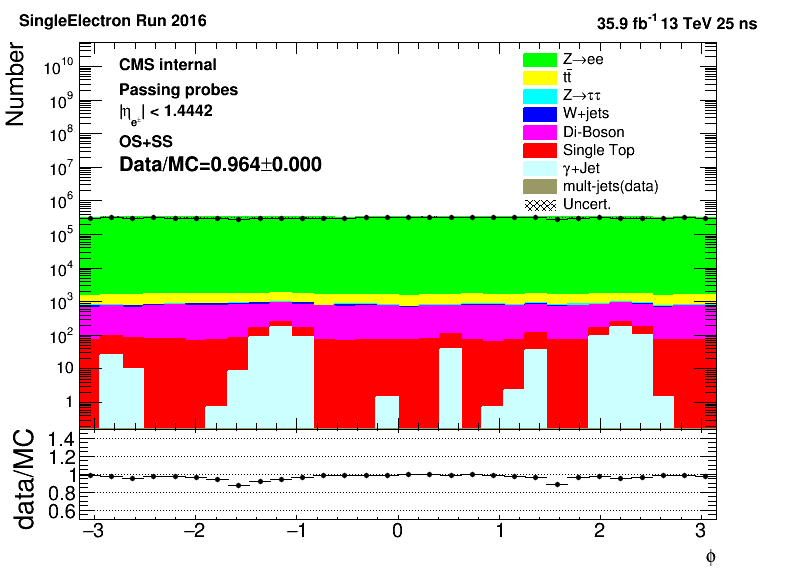 SingleElectron Run 2016
35.9 fb⁻¹ 13 TeV 25 ns
Number
CMS internal
Passing probes
|η_e±| < 1.4442
OS+SS
Data/MC=0.964±0.000
Z→ee
tt̄
Z→ττ
W+jets
Di-Boson
Single Top
γ+Jet
mult-jets(data)
Uncert.
10¹⁰
10⁹
10⁸
10⁷
10⁶
10⁵
10⁴
10³
10²
10
1
data/MC
1.4
1.2
1
0.8
0.6
−3 −2 −1 0 1 2 3
ϕ